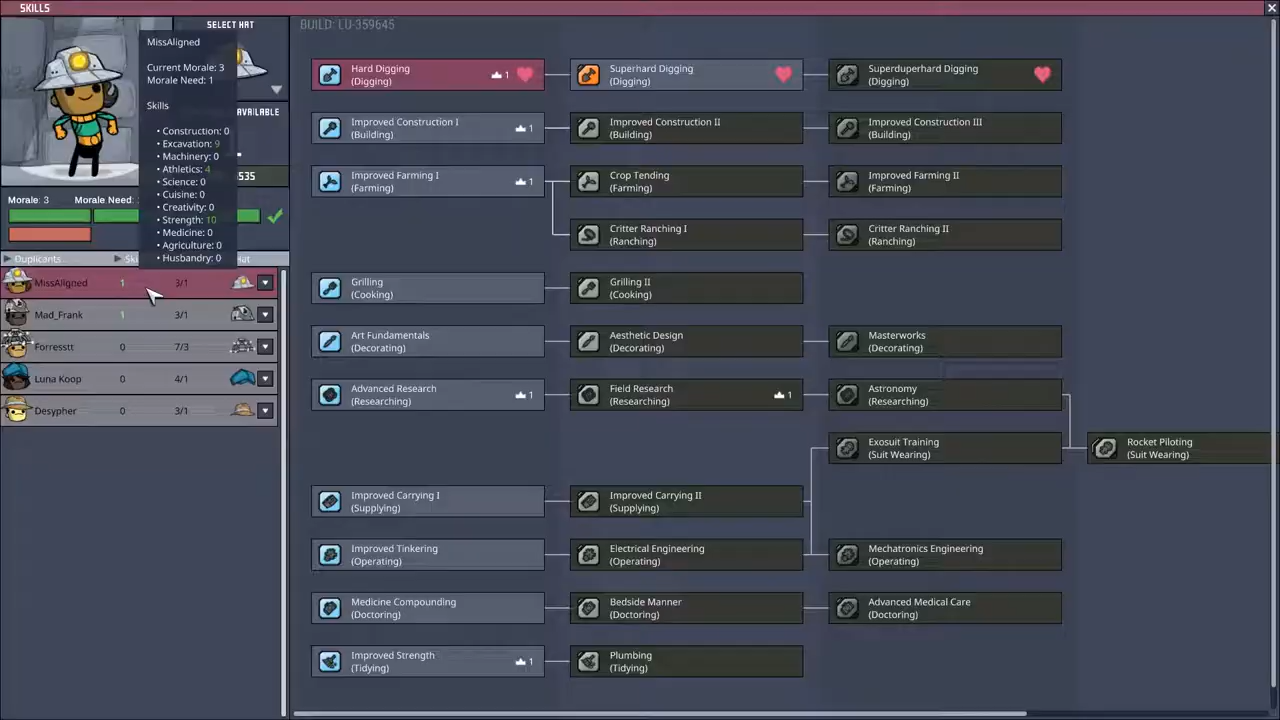 SKILLS
BUILD: LU-359645
SELECT HAT
MissAligned
Current Morale: 3
Morale Need: 1
Skills
• Construction: 0
• Excavation: 9
• Machinery: 0
• Athletics: 4
• Science: 0
• Cuisine: 0
• Creativity: 0
• Strength: 10
• Medicine: 0
• Agriculture: 0
• Husbandry: 0
AVAILABLE
535
Morale: 3 Morale Need:
Duplicants Ski Hat
MissAligned 1 3/1
Mad_Frank 1 3/1
Forresstt 0 7/3
Luna Koop 0 4/1
Desypher 0 3/1
Hard Digging
(Digging)
1
Superhard Digging
(Digging)
Superduperhard Digging
(Digging)
Improved Construction I
(Building)
1
Improved Construction II
(Building)
Improved Construction III
(Building)
Improved Farming I
(Farming)
1
Crop Tending
(Farming)
Improved Farming II
(Farming)
Critter Ranching I
(Ranching)
Critter Ranching II
(Ranching)
Grilling
(Cooking)
Grilling II
(Cooking)
Art Fundamentals
(Decorating)
Aesthetic Design
(Decorating)
Masterworks
(Decorating)
Advanced Research
(Researching)
1
Field Research
(Researching)
1
Astronomy
(Researching)
Exosuit Training
(Suit Wearing)
Rocket Piloting
(Suit Wearing)
Improved Carrying I
(Supplying)
Improved Carrying II
(Supplying)
Improved Tinkering
(Operating)
Electrical Engineering
(Operating)
Mechatronics Engineering
(Operating)
Medicine Compounding
(Doctoring)
Bedside Manner
(Doctoring)
Advanced Medical Care
(Doctoring)
Improved Strength
(Tidying)
1
Plumbing
(Tidying)